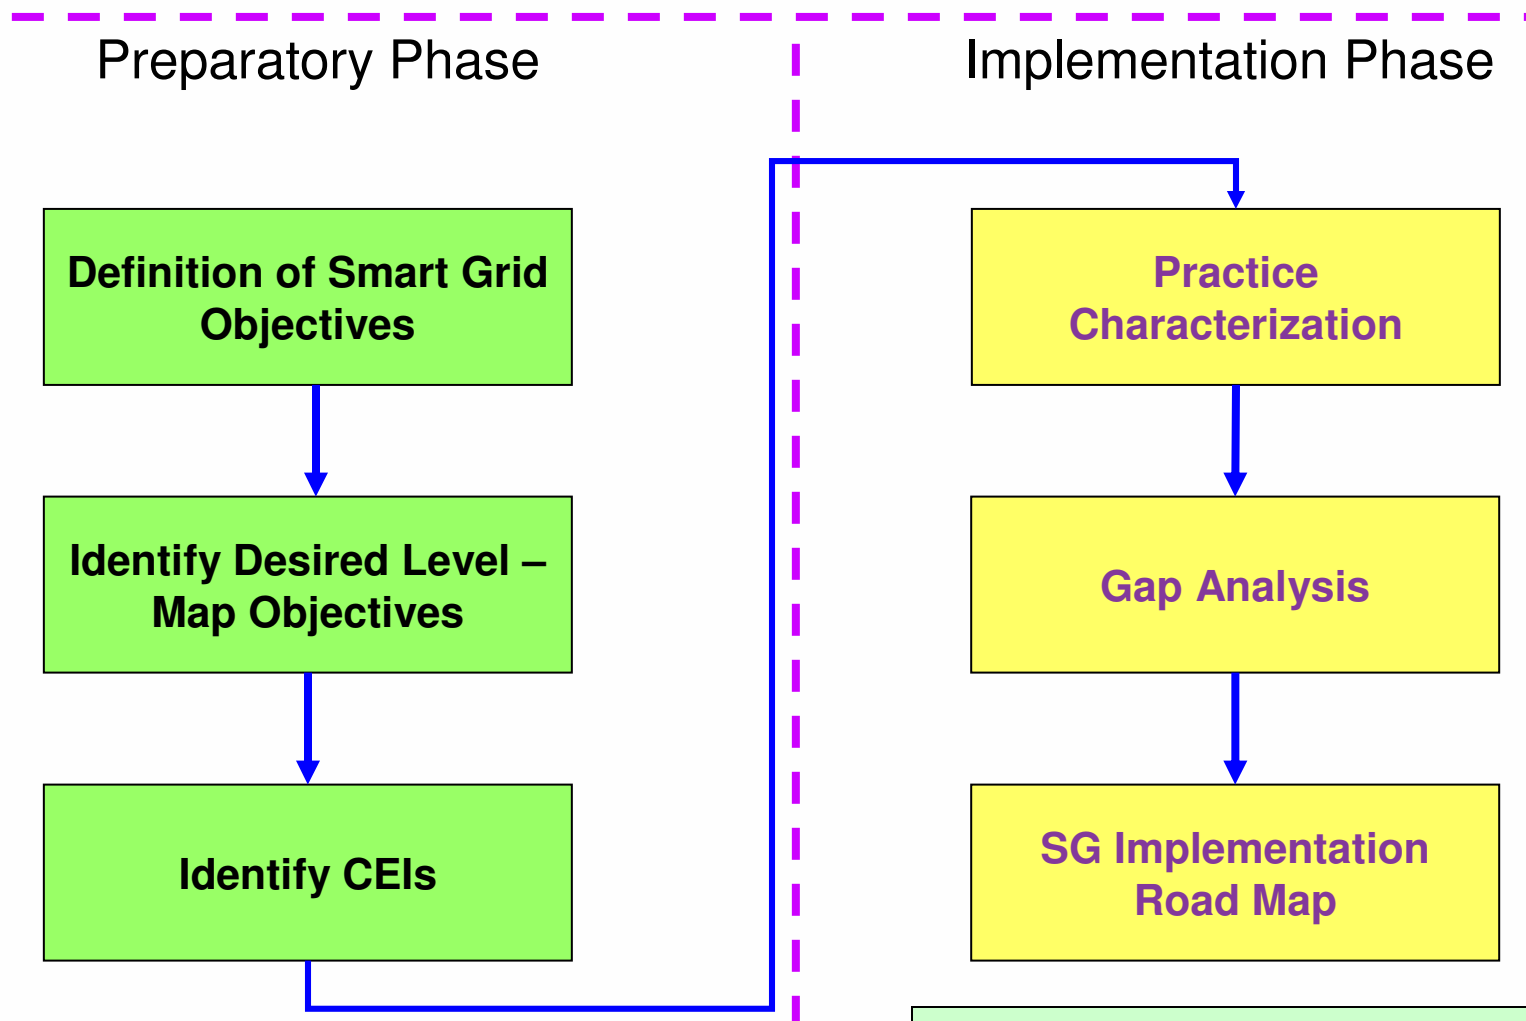 Preparatory Phase
Implementation Phase
Definition of Smart Grid
Objectives
Identify Desired Level –
Map Objectives
Identify CEIs
Practice
Characterization
Gap Analysis
SG Implementation
Road Map